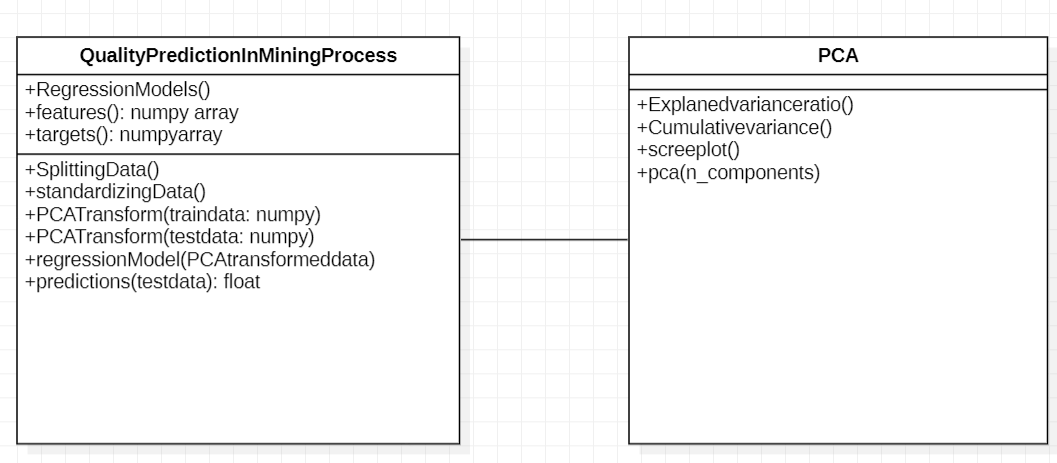 QualityPredictionInMiningProcess
+RegressionModels()
+features(): numpy array
+targets(): numpyarray
+SplittingData()
+standardizingData()
+PCATransform(traindata: numpy)
+PCATransform(testdata: numpy)
+regressionModel(PCAtransformeddata)
+predictions(testdata): float
PCA
+Explanedvarianceratio()
+Cumulativevariance()
+screeplot()
+pca(n_components)